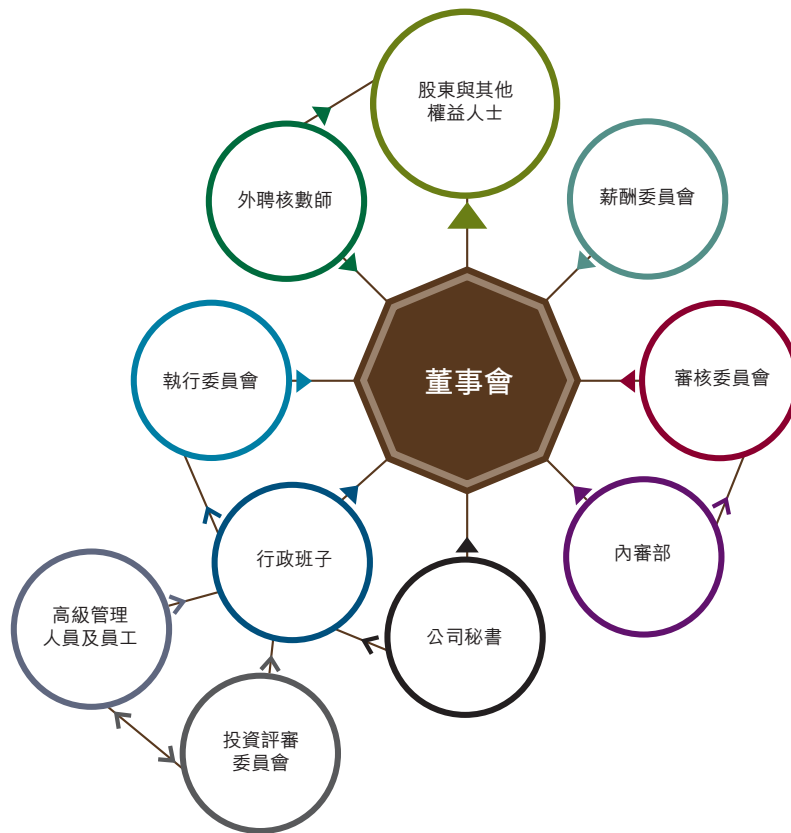 股東與其他
權益人士
外聘核數師
薪酬委員會
執行委員會
董事會
審核委員會
行政班子
內審部
高級管理
人員及員工
公司秘書
投資評審
委員會